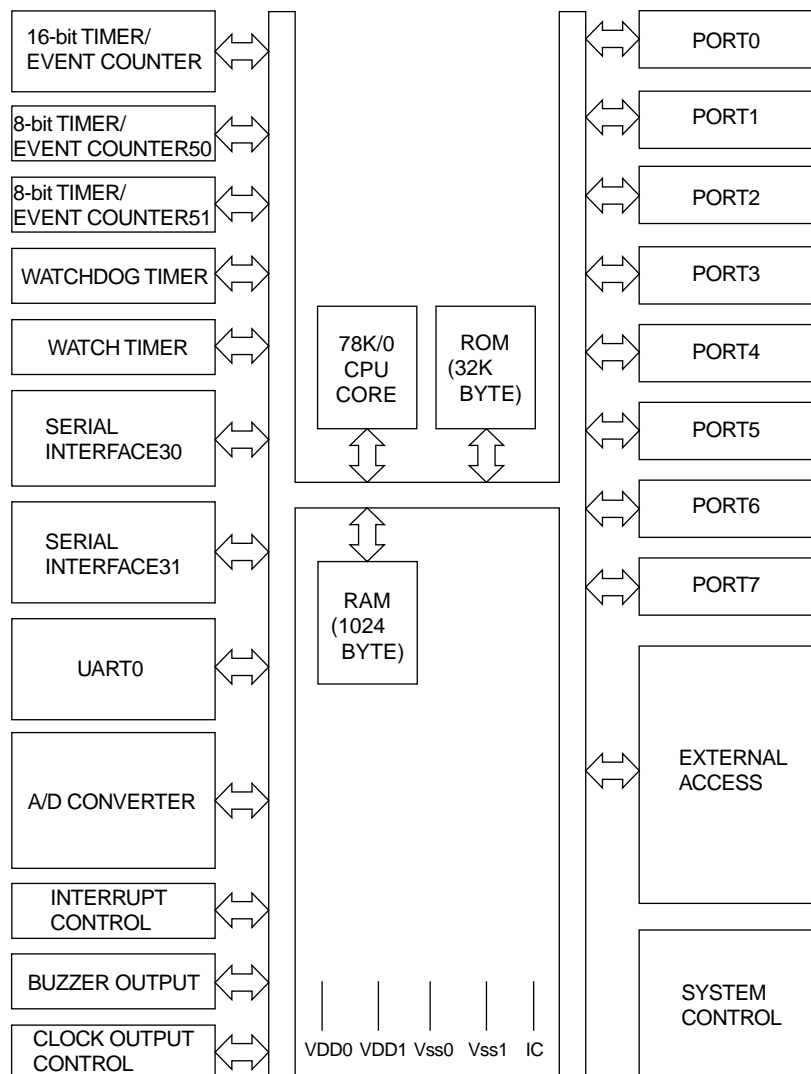 16-bit TIMER/
EVENT COUNTER
8-bit TIMER/
EVENT COUNTER50
8-bit TIMER/
EVENT COUNTER51
WATCHDOG TIMER
WATCH TIMER
SERIAL
INTERFACE30
SERIAL
INTERFACE31
UART0
A/D CONVERTER
INTERRUPT
CONTROL
BUZZER OUTPUT
CLOCK OUTPUT
CONTROL
78K/0
CPU
CORE
ROM
(32K
BYTE)
RAM
(1024
BYTE)
VDD0 VDD1 Vss0 Vss1 IC
PORT0
PORT1
PORT2
PORT3
PORT4
PORT5
PORT6
PORT7
EXTERNAL
ACCESS
SYSTEM
CONTROL